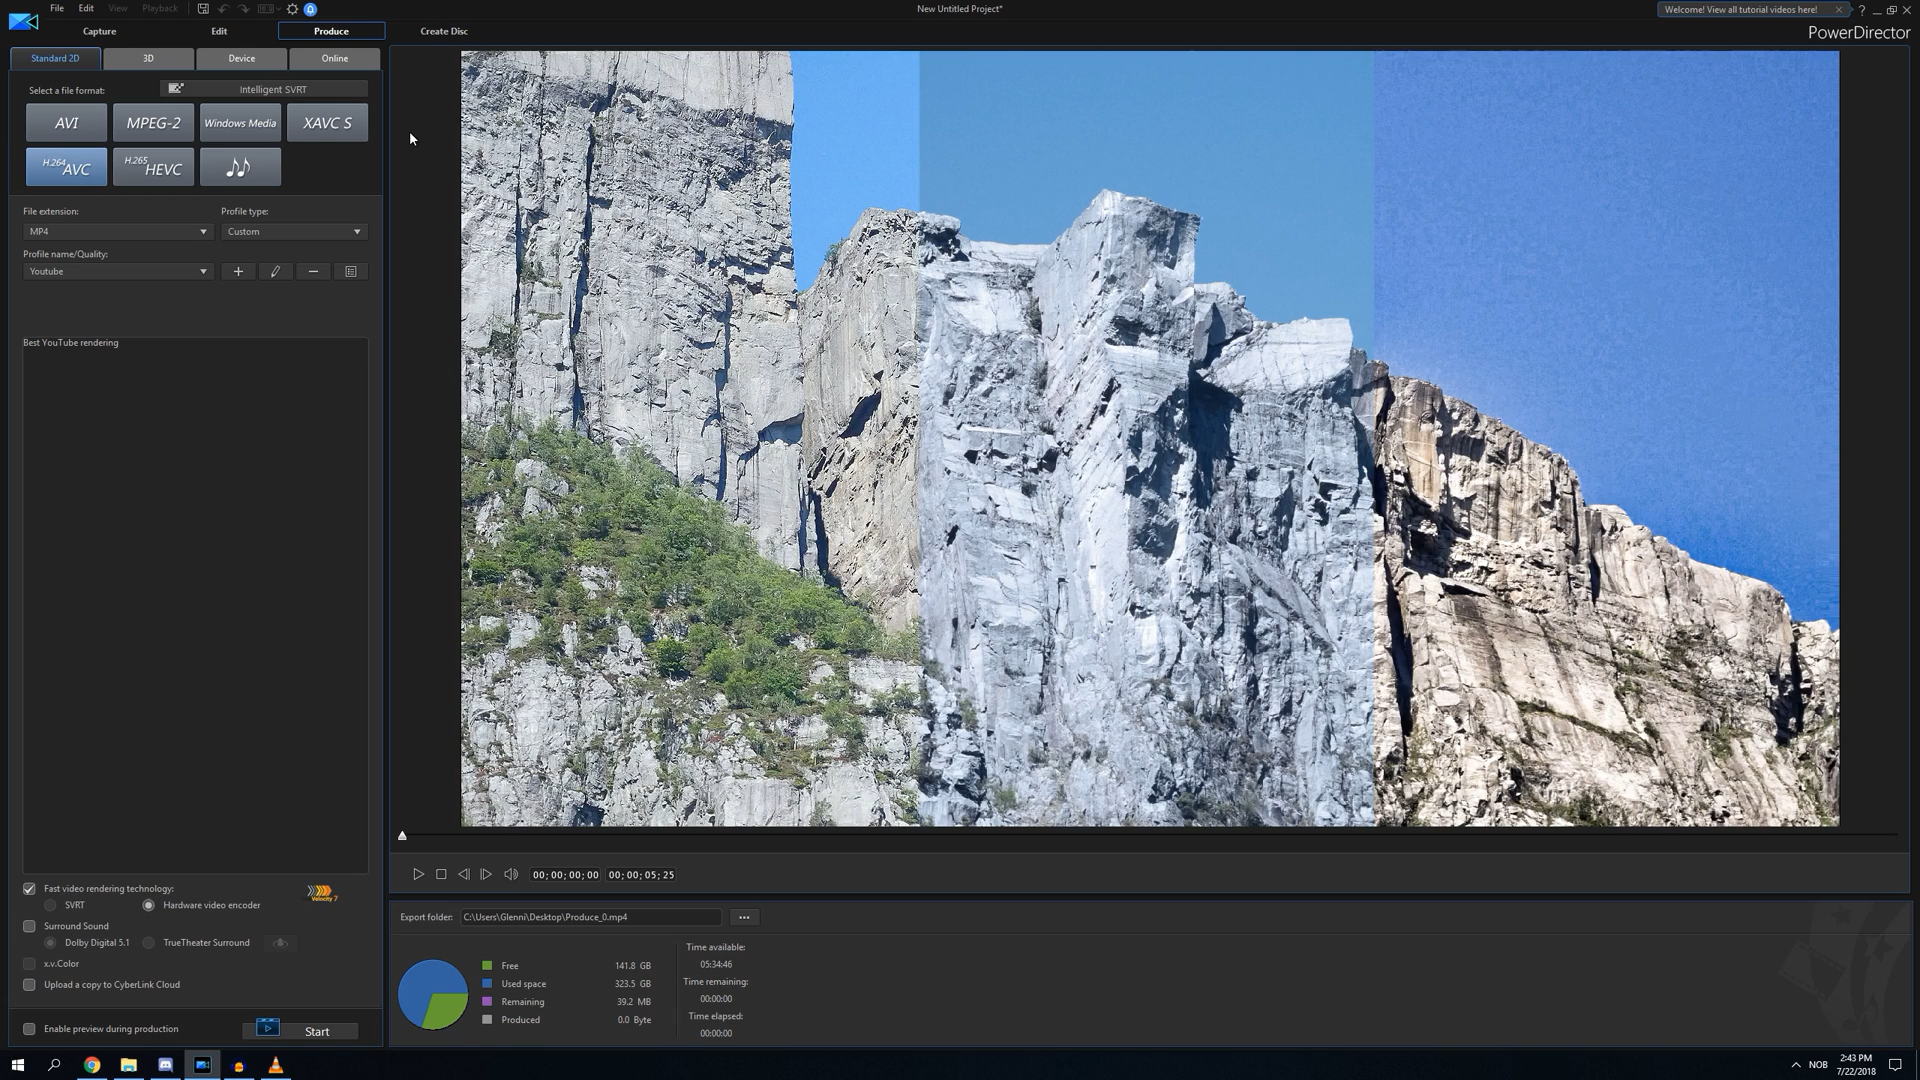 File Edit View Playback
New Untitled Project*
Welcome! View all tutorial videos here!
Capture Edit Produce Create Disc
PowerDirector
Standard 2D 3D Device Online
Select a file format: Intelligent SVRT
AVI MPEG-2 Windows Media XAVC S
H.264 AVC H.265 HEVC
File extension: Profile type:
MP4 Custom
Profile name/Quality:
Youtube
Best YouTube rendering
Fast video rendering technology:
Velocity 7
SVRT Hardware video encoder
Surround Sound
Dolby Digital 5.1 TrueTheater Surround
x.v.Color
Upload a copy to CyberLink Cloud
Enable preview during production Start
00; 00; 00; 00 00; 00; 05; 25
Export folder: C:\Users\Glenni\Desktop\Produce_0.mp4 ...
Free 141.8 GB
Used space 323.5 GB
Remaining 39.2 MB
Produced 0.0 Byte
Time available:
05:34:46
Time remaining:
00:00:00
Time elapsed:
00:00:00
NOB
2:43 PM
7/22/2018